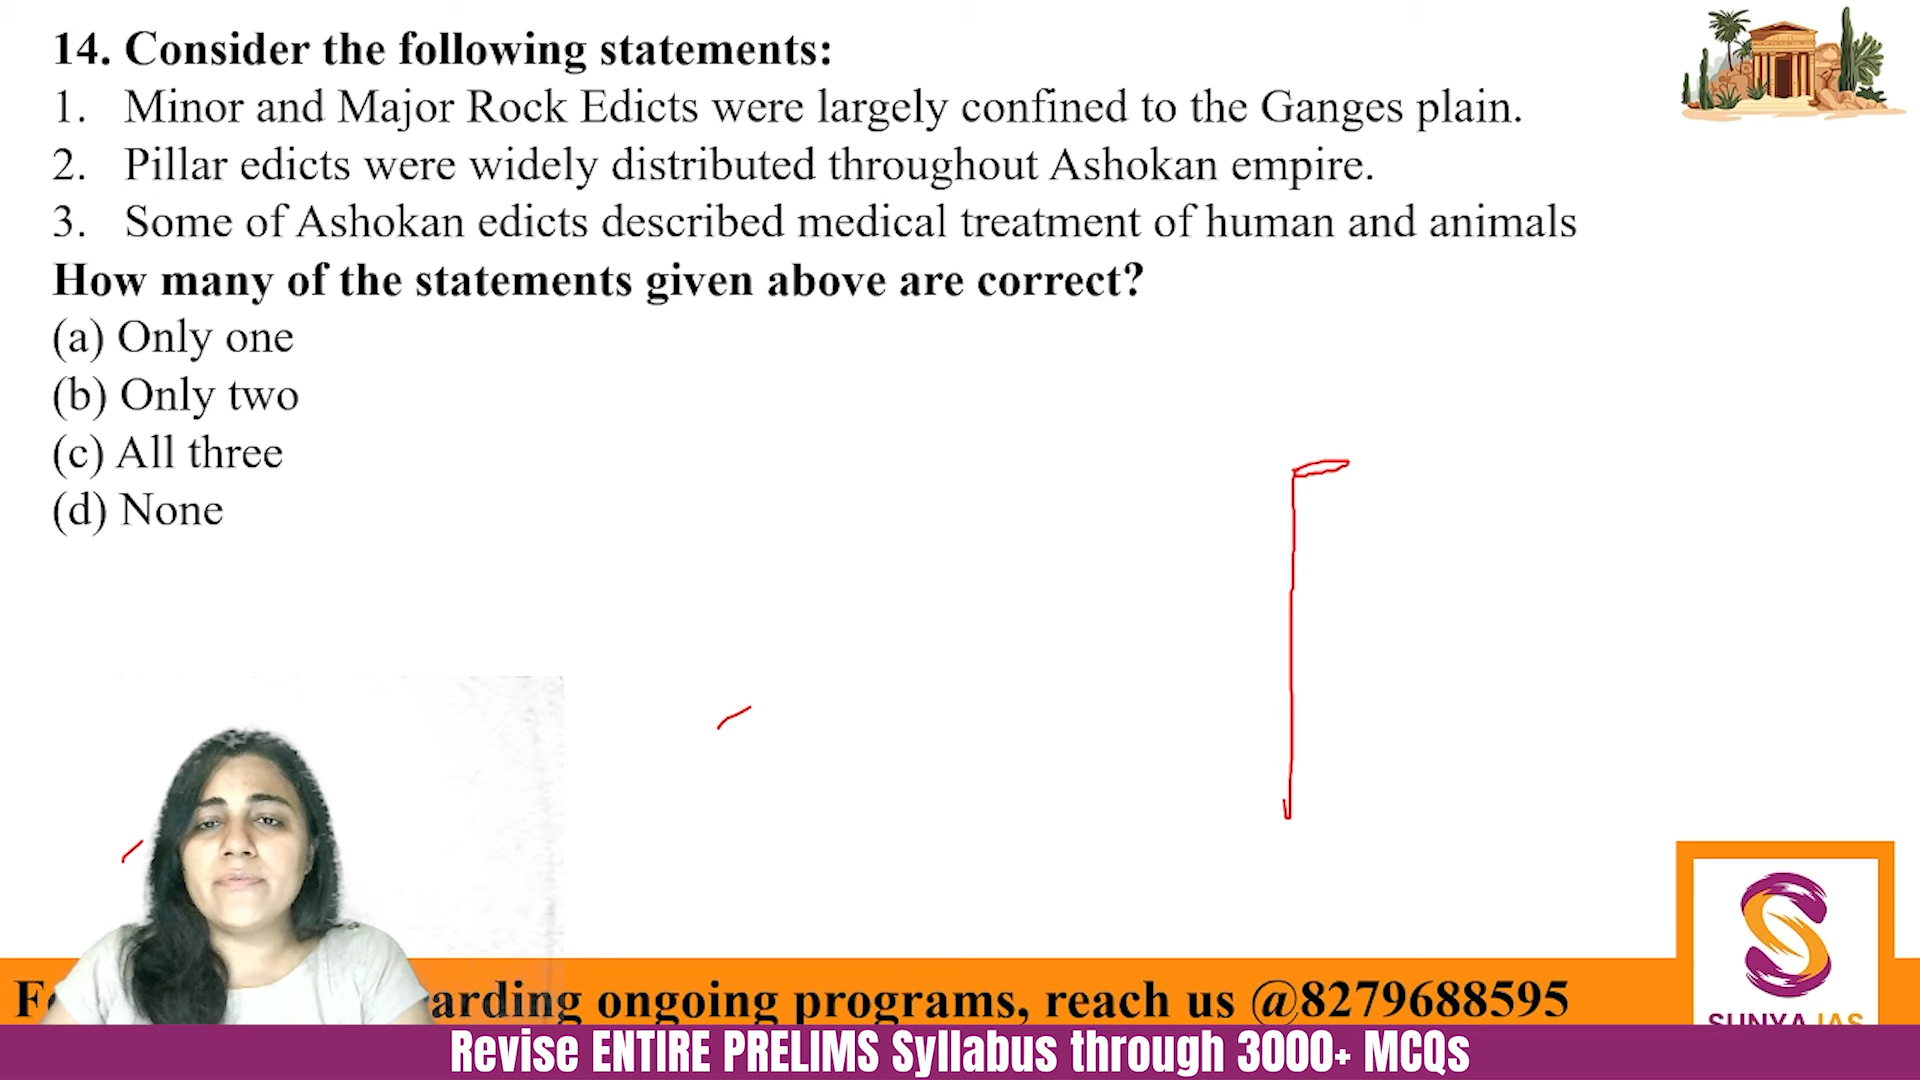 14. Consider the following statements:
1. Minor and Major Rock Edicts were largely confined to the Ganges plain.
2. Pillar edicts were widely distributed throughout Ashokan empire.
3. Some of Ashokan edicts described medical treatment of human and animals
How many of the statements given above are correct?
(a) Only one
(b) Only two
(c) All three
(d) None
arding ongoing programs, reach us @8279688595
SUNYA IAS
Revise ENTIRE PRELIMS Syllabus through 3000+ MCQs